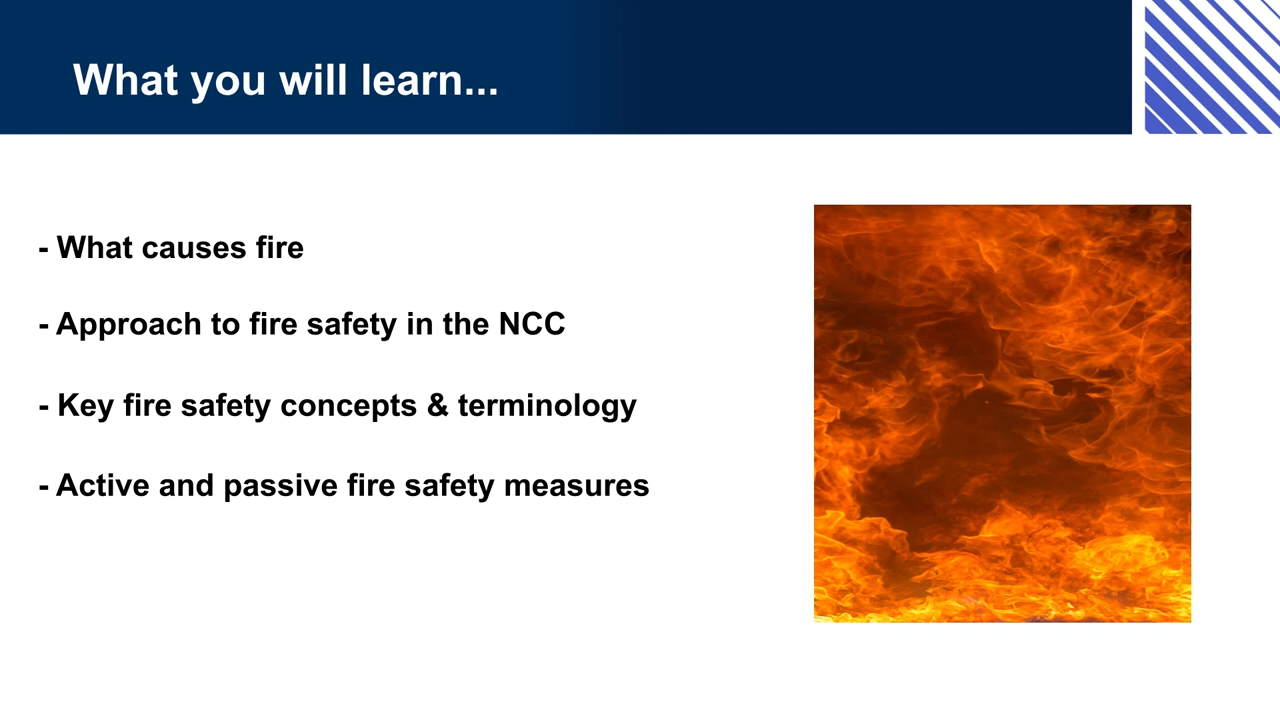 What you will learn...
- What causes fire
- Approach to fire safety in the NCC
- Key fire safety concepts & terminology
- Active and passive fire safety measures